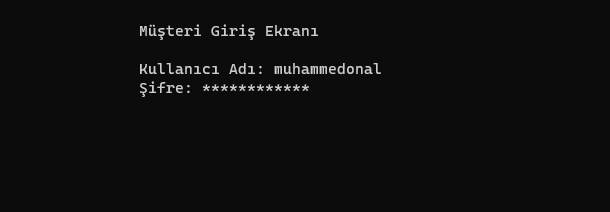 Müşteri Giriş Ekranı
Kullanıcı Adı: muhammedonal
Şifre: ************